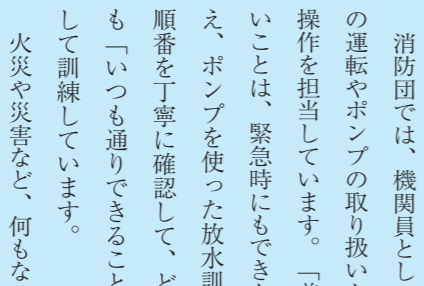 消防団では、機関員とし
の運転やポンプの取り扱い
操作を担当しています。「
いことは、緊急時にもでき
え、ポンプを使った放水訓
順番を丁寧に確認して、ど
も「いつも通りできること
して訓練しています。
火災や災害など、何もな